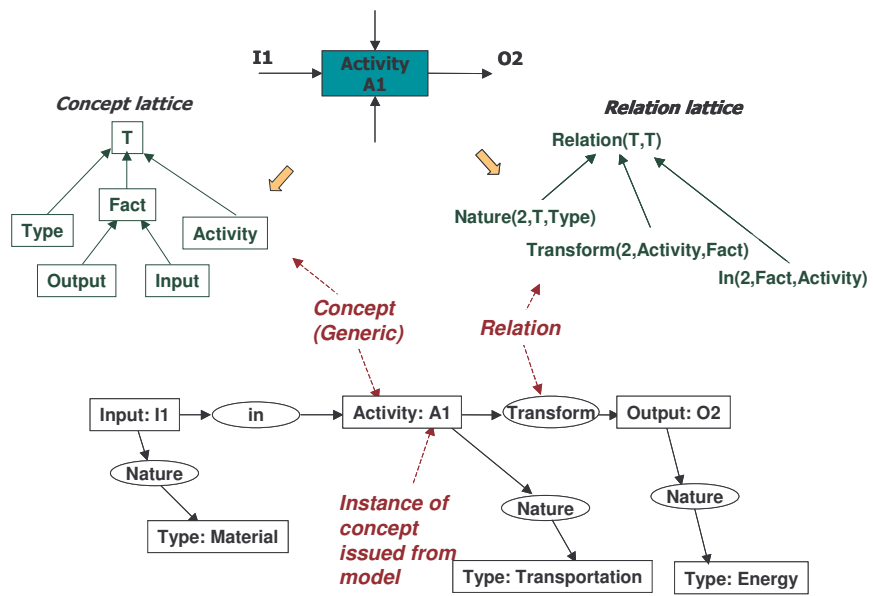 I1
Activity
A1
O2
Concept lattice
T
Fact
Type
Activity
Output
Input
Relation lattice
Relation(T,T)
Nature(2,T,Type)
Transform(2,Activity,Fact)
In(2,Fact,Activity)
Concept
(Generic)
Relation
Input: I1
in
Activity: A1
Transform
Output: O2
Nature
Type: Material
Instance of
concept
issued from
model
Nature
Type: Transportation
Nature
Type: Energy